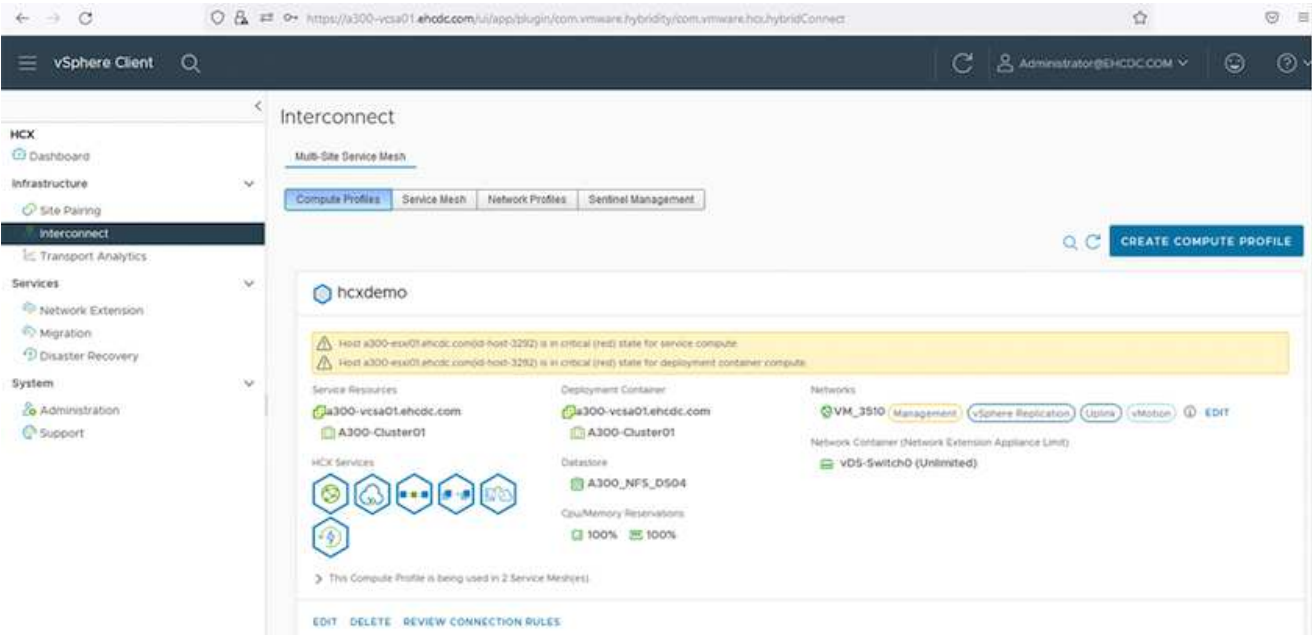 https://a300-vcsa01.ehcdc.com/ui/app/plugin/com.vmware.hybridity/com.vmware.hcx.hybridConnect
vSphere Client
Administrator@EHCDC.COM
Interconnect
HCX
Dashboard
Infrastructure
Site Pairing
Interconnect
Transport Analytics
Services
Network Extension
Migration
Disaster Recovery
System
Administration
Support
Multi-Site Service Mesh
Compute Profiles
Service Mesh
Network Profiles
Sentinel Management
CREATE COMPUTE PROFILE
hcxdemo
Host a300-esxi01.ehcdc.com(id-host-3292) is in critical (red) state for service compute.
Host a300-esxi01.ehcdc.com(id-host-3292) is in critical (red) state for deployment container compute.
Service Resources
a300-vcsa01.ehcdc.com
A300-Cluster01
HCX Services
Deployment Container
a300-vcsa01.ehcdc.com
A300-Cluster01
Datastore
A300_NFS_DS04
Cpu/Memory Reservations
100% 100%
Networks
VM_3510 Management vSphere Replication Uplink vMotion EDIT
Network Container (Network Extension Appliance Limit)
vDS-Switch0 (Unlimited)
This Compute Profile is being used in 2 Service Mesh(es)
EDIT DELETE REVIEW CONNECTION RULES